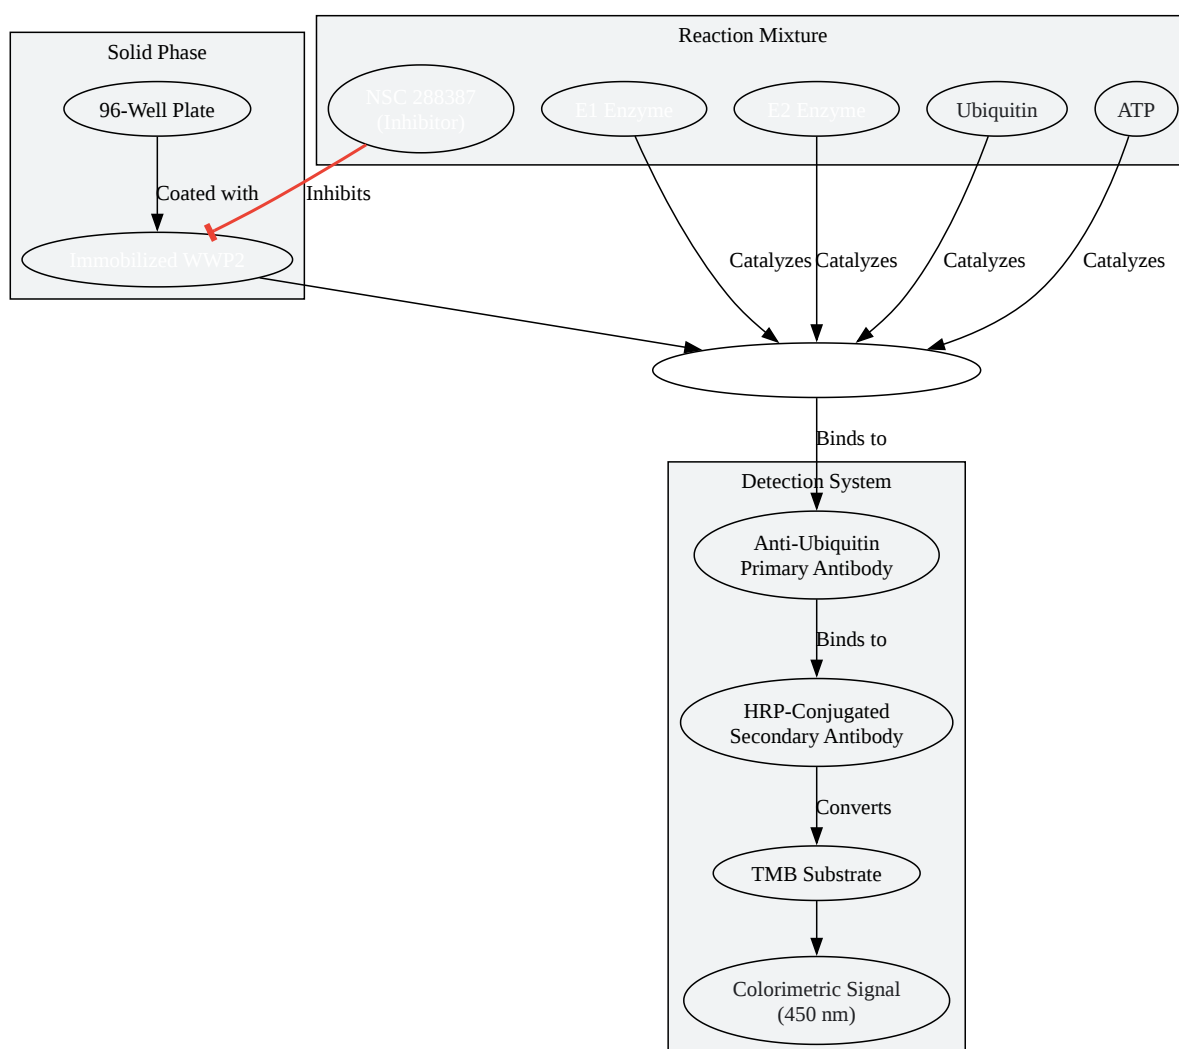 Reaction Mixture
Solid Phase
NSC 288387
(Inhibitor)
96-Well Plate
E1 Enzyme
E2 Enzyme
Ubiquitin
ATP
Coated with
Inhibits
Immobilized WWP2
Catalyzes
Catalyzes
Catalyzes
Catalyzes
Binds to
Detection System
Anti-Ubiquitin
Primary Antibody
Binds to
HRP-Conjugated
Secondary Antibody
Converts
TMB Substrate
Colorimetric Signal
(450 nm)